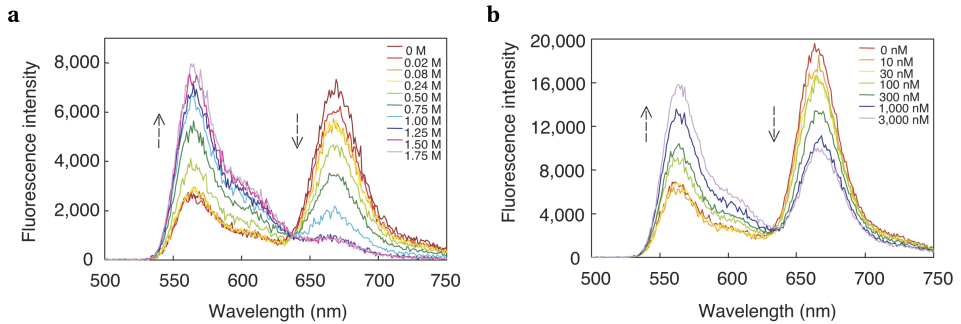 a
Fluorescence intensity
8,000
6,000
4,000
2,000
0
500
550
600
650
700
750
Wavelength (nm)
0 M
0.02 M
0.08 M
0.24 M
0.50 M
0.75 M
1.00 M
1.25 M
1.50 M
1.75 M
b
Fluorescence intensity
20,000
16,000
12,000
8,000
4,000
0
500
550
600
650
700
750
Wavelength (nm)
0 nM
10 nM
30 nM
100 nM
300 nM
1,000 nM
3,000 nM